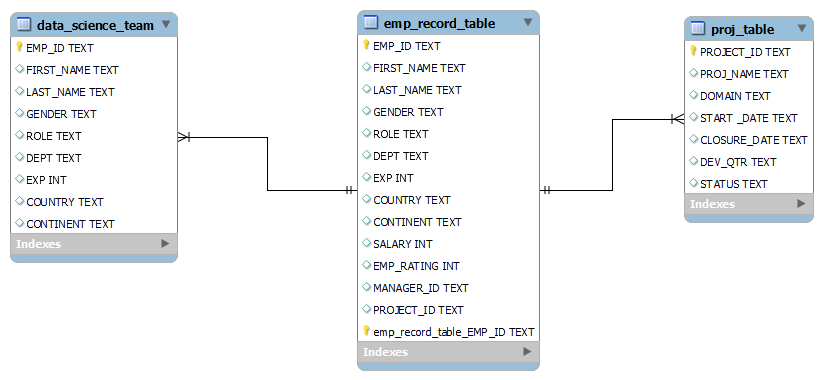 data_science_team
EMP_ID TEXT
FIRST_NAME TEXT
LAST_NAME TEXT
GENDER TEXT
ROLE TEXT
DEPT TEXT
EXP INT
COUNTRY TEXT
CONTINENT TEXT
Indexes
emp_record_table
EMP_ID TEXT
FIRST_NAME TEXT
LAST_NAME TEXT
GENDER TEXT
ROLE TEXT
DEPT TEXT
EXP INT
COUNTRY TEXT
CONTINENT TEXT
SALARY INT
EMP_RATING INT
MANAGER_ID TEXT
PROJECT_ID TEXT
emp_record_table_EMP_ID TEXT
Indexes
proj_table
PROJECT_ID TEXT
PROJ_NAME TEXT
DOMAIN TEXT
START _DATE TEXT
CLOSURE_DATE TEXT
DEV_QTR TEXT
STATUS TEXT
Indexes